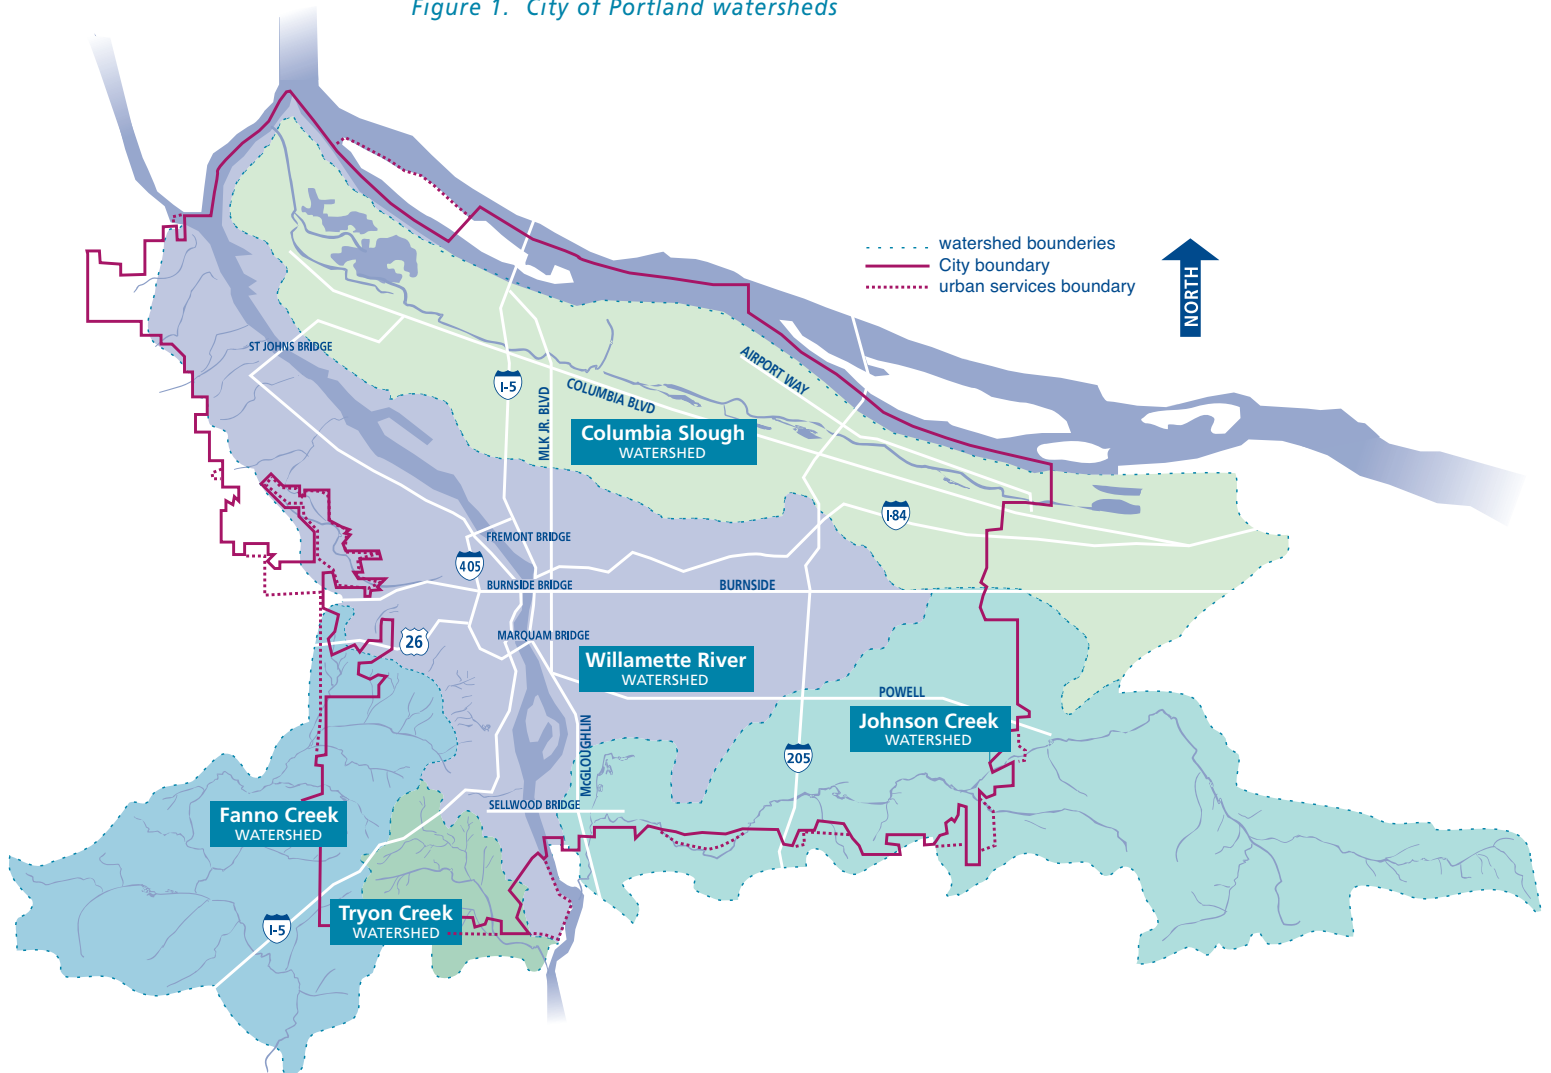 Figure 1. City of Portland watersheds
watershed bounderies
City boundary
urban services boundary
NORTH
ST JOHNS BRIDGE
I-5
MLK JR. BLVD
COLUMBIA BLVD
AIRPORT WAY
Columbia Slough
WATERSHED
I-84
FREMONT BRIDGE
405
BURNSIDE BRIDGE
BURNSIDE
26
MARQUAM BRIDGE
Willamette River
WATERSHED
POWELL
Johnson Creek
WATERSHED
205
McGLOUGHLIN
SELLWOOD BRIDGE
Fanno Creek
WATERSHED
Tryon Creek
WATERSHED
I-5